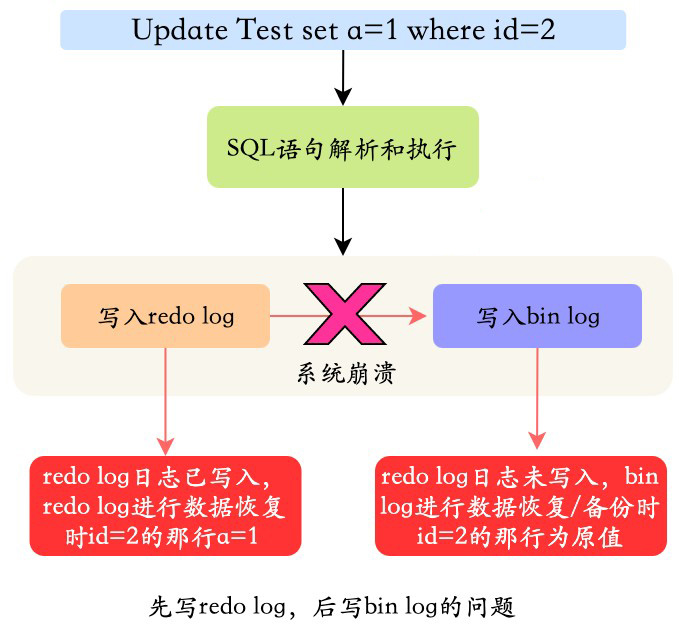 Update Test set a=1 where id=2
SQL语句解析和执行
写入redo log
写入bin log
系统崩溃
redo log日志已写入，
redo log进行数据恢复
时id=2的那行a=1
redo log日志未写入，bin
log进行数据恢复/备份时
id=2的那行为原值
先写redo log，后写bin log的问题